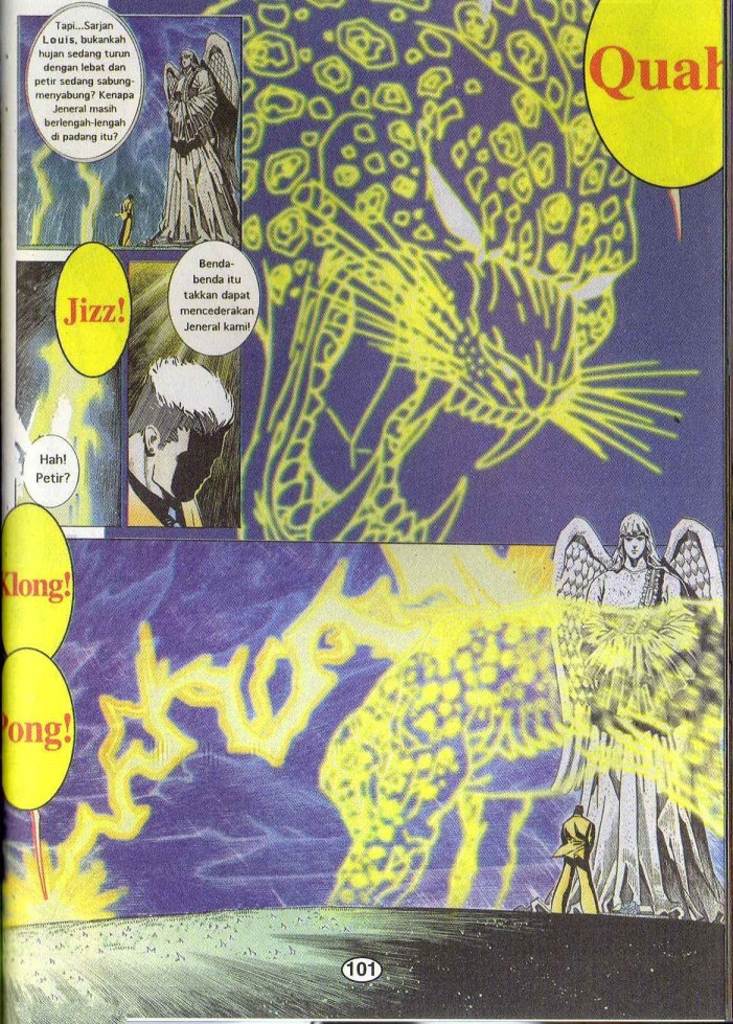 Tapi...Sarjan
Louis, bukankah
hujan sedang turun
dengan lebat dan
petir sedang sabung-
menyabung? Kenapa
Jeneral masih
berlengah-lengah
di padang itu?
Quah
Jizz!
Benda-
benda itu
takkan dapat
mencederakan
Jeneral kami!
Hah!
Petir?
Klong!
Pong!
101